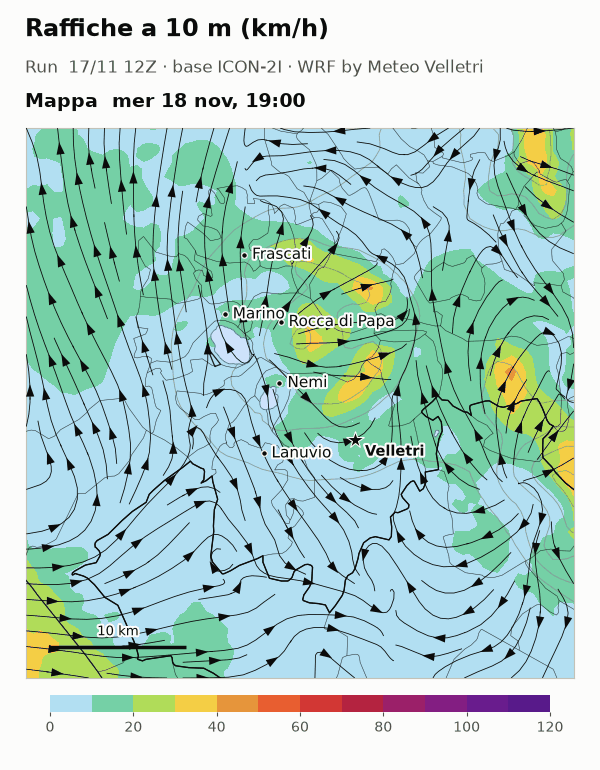 Raffiche a 10 m (km/h)
Run 17/11 12Z · base ICON-2I · WRF by Meteo Velletri
Mappa mer 18 nov, 19:00
Frascati
Marino
Rocca di Papa
Nemi
Velletri
Lanuvio
10 km
0 20 40 60 80 100 120